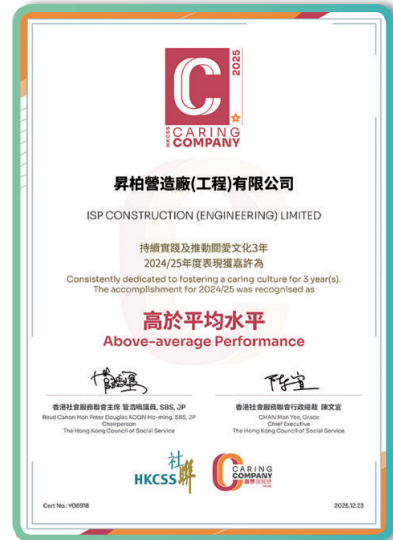 2025
HKCSS
CARING
COMPANY
昇柏營造廠(工程)有限公司
ISP CONSTRUCTION (ENGINEERING) LIMITED
持續實踐及推動關愛文化3年
2024/25年度表現獲嘉許為
Consistently dedicated to fostering a caring culture for 3 year(s).
The accomplishment for 2024/25 was recognised as
高於平均水平
Above-average Performance
香港社會服務聯會主席 管浩鳴議員, SBS, JP
Revd Canon Hon Peter Douglas KOON Ho-ming, SBS, JP
Chairperson
The Hong Kong Council of Social Service
香港社會服務聯會行政總裁 陳文宜
CHAN Man Yee, Grace
Chief Executive
The Hong Kong Council of Social Service
社聯
HKCSS
CARING
COMPANY
商界展關懷
Cert No.: Y06918
2025.12.23